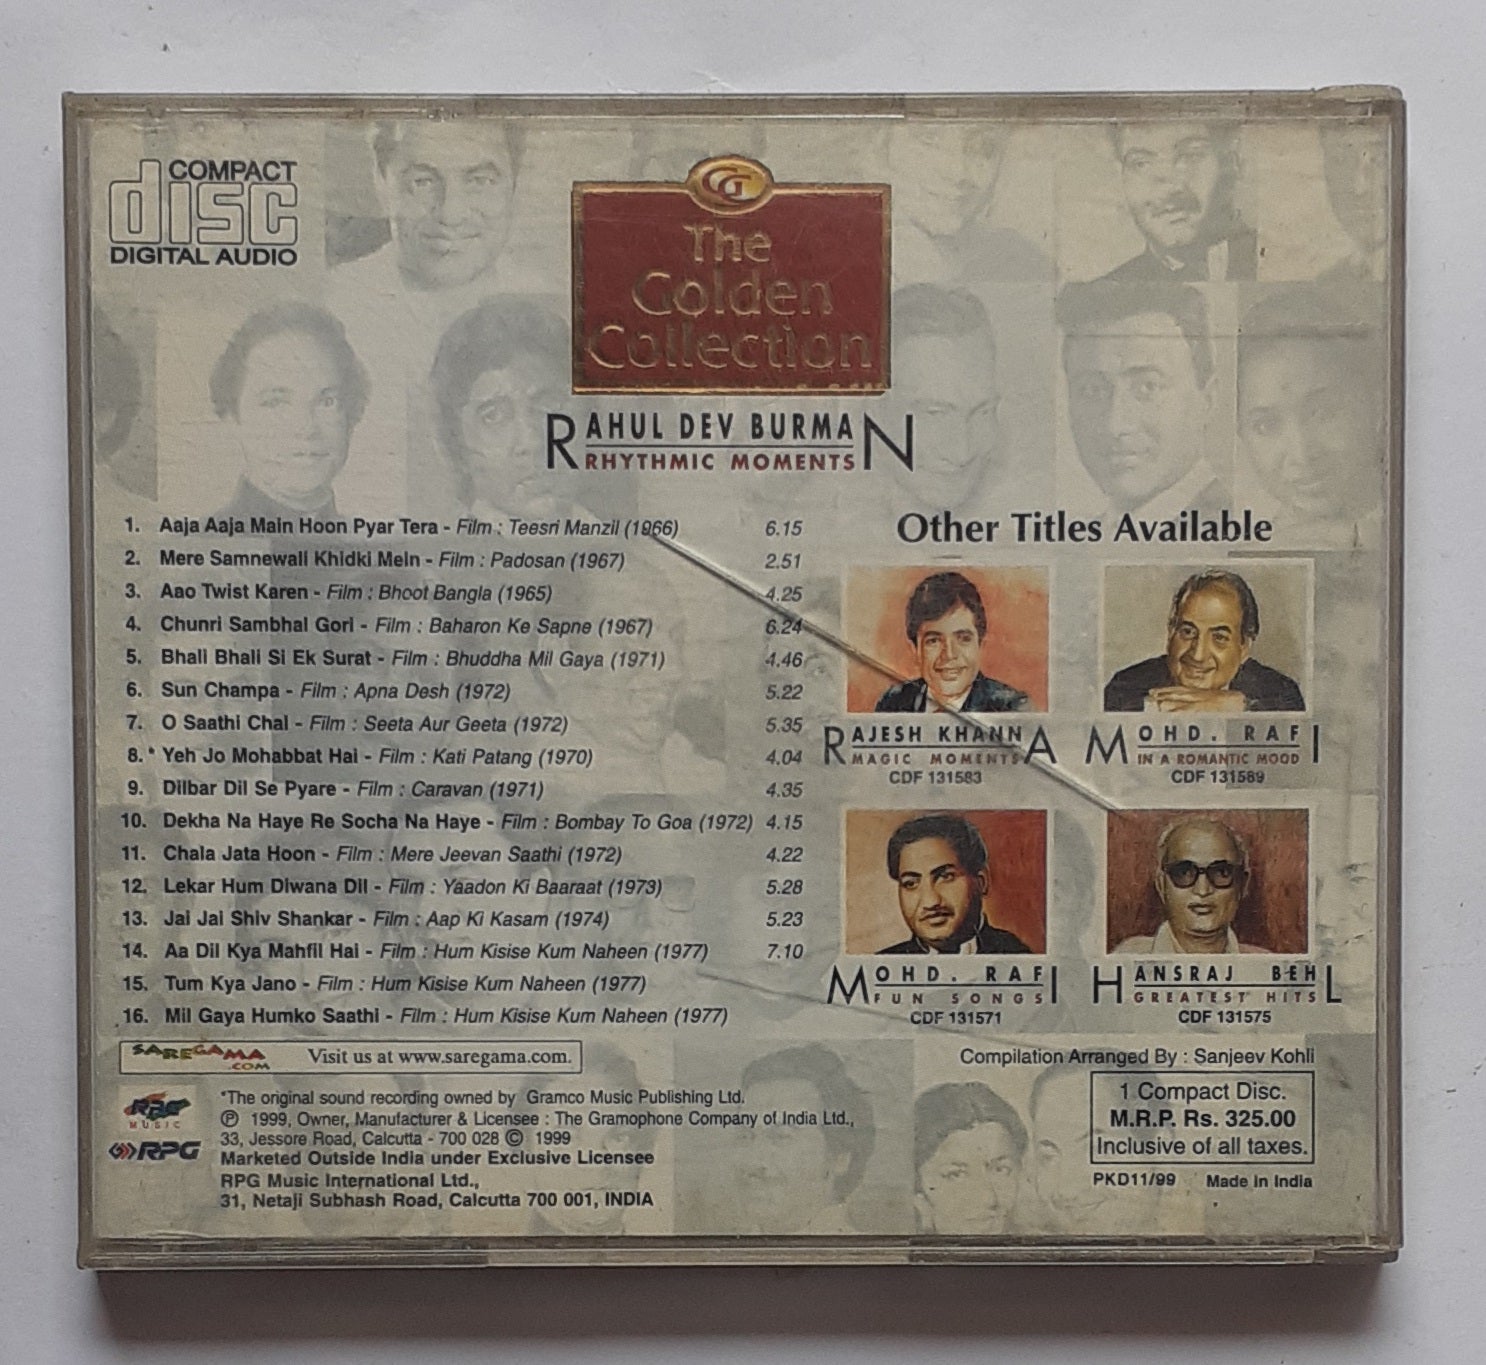 COMPACT
disc
DIGITAL AUDIO
CG
The
Golden
Collection
RAHUL DEV BURMAN
RHYTHMIC MOMENTS
1. Aaja Aaja Main Hoon Pyar Tera - Film : Teesri Manzil (1966) 6.15
2. Mere Samnewali Khidki Mein - Film : Padosan (1967) 2.51
3. Aao Twist Karen - Film : Bhoot Bangla (1965) 4.25
4. Chunri Sambhal Gori - Film : Baharon Ke Sapne (1967) 6.24
5. Bhali Bhali Si Ek Surat - Film : Bhuddha Mil Gaya (1971) 4.46
6. Sun Champa - Film : Apna Desh (1972) 5.22
7. O Saathi Chal - Film : Seeta Aur Geeta (1972) 5.35
8. * Yeh Jo Mohabbat Hai - Film : Kati Patang (1970) 4.04
9. Dilbar Dil Se Pyare - Film : Caravan (1971) 4.35
10. Dekha Na Haye Re Socha Na Haye - Film : Bombay To Goa (1972) 4.15
11. Chala Jata Hoon - Film : Mere Jeevan Saathi (1972) 4.22
12. Lekar Hum Diwana Dil - Film : Yaadon Ki Baaraat (1973) 5.28
13. Jai Jai Shiv Shankar - Film : Aap Ki Kasam (1974) 5.23
14. Aa Dil Kya Mahfil Hai - Film : Hum Kisise Kum Naheen (1977) 7.10
15. Tum Kya Jano - Film : Hum Kisise Kum Naheen (1977)
16. Mil Gaya Humko Saathi - Film : Hum Kisise Kum Naheen (1977)
Other Titles Available
RAJESH KHANNA
MAGIC MOMENTS
CDF 131583
MOHD. RAFI
IN A ROMANTIC MOOD
CDF 131589
MOHD. RAFI
FUN SONGS
CDF 131571
HANSRAJ BEHL
GREATEST HITS
CDF 131575
SAREGAMA
.COM
Visit us at www.saregama.com.
Compilation Arranged By : Sanjeev Kohli
RPG
MUSIC
RPG
*The original sound recording owned by Gramco Music Publishing Ltd.
℗ 1999, Owner, Manufacturer & Licensee : The Gramophone Company of India Ltd.,
33, Jessore Road, Calcutta - 700 028 © 1999
Marketed Outside India under Exclusive Licensee
RPG Music International Ltd.,
31, Netaji Subhash Road, Calcutta 700 001, INDIA
1 Compact Disc.
M.R.P. Rs. 325.00
Inclusive of all taxes.
PKD11/99 Made in India